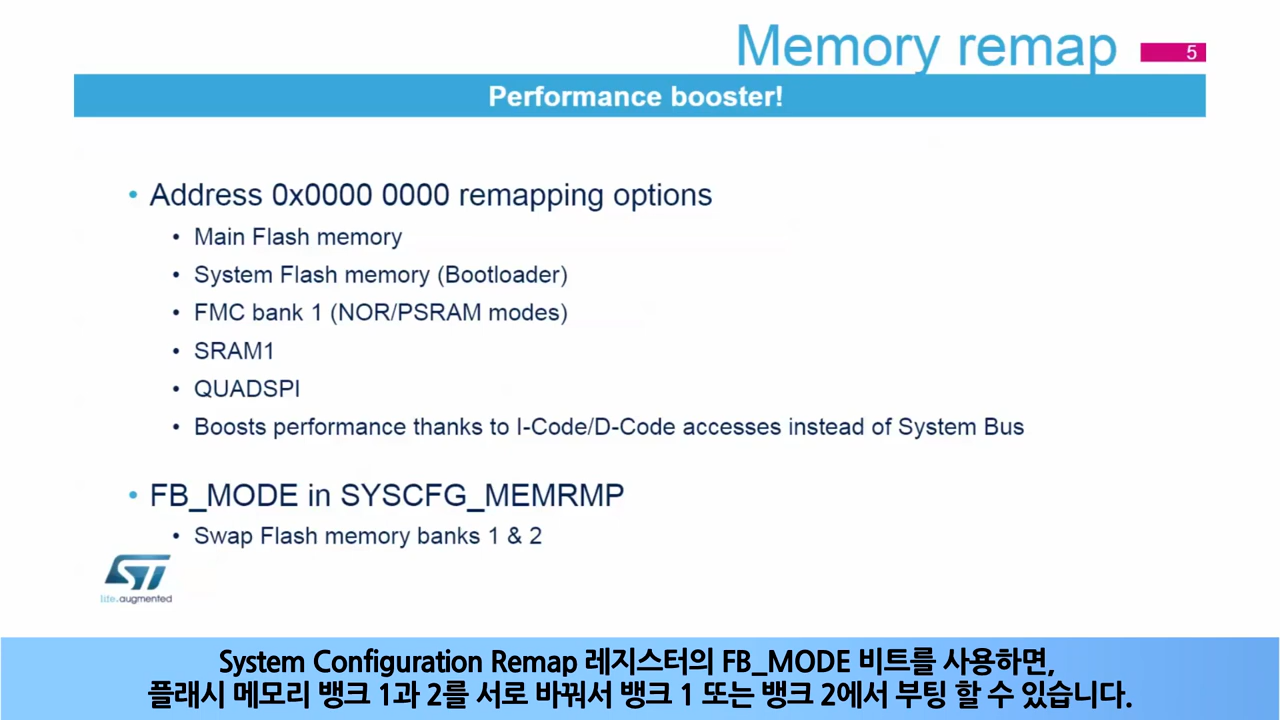 Memory remap
5
Performance booster!
• Address 0x0000 0000 remapping options
• Main Flash memory
• System Flash memory (Bootloader)
• FMC bank 1 (NOR/PSRAM modes)
• SRAM1
• QUADSPI
• Boosts performance thanks to I-Code/D-Code accesses instead of System Bus
• FB_MODE in SYSCFG_MEMRMP
• Swap Flash memory banks 1 & 2
ST
life.augmented
System Configuration Remap 레지스터의 FB_MODE 비트를 사용하면,
플래시 메모리 뱅크 1과 2를 서로 바꿔서 뱅크 1 또는 뱅크 2에서 부팅 할 수 있습니다.